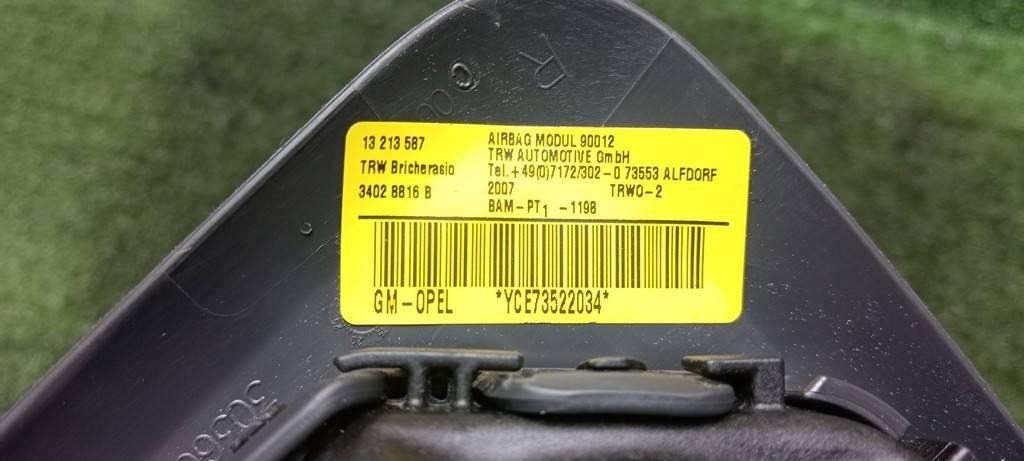 R
13 213 587
AIRBAG MODUL 90012
TRW AUTOMOTIVE GmbH
TRW Bricherasio
Tel.+49(0)7172/302-0 73553 ALFDORF
3402 8816 B
2007 TRWO-2
BAM-PT1 -1198
GM-OPEL *YCE73522034*